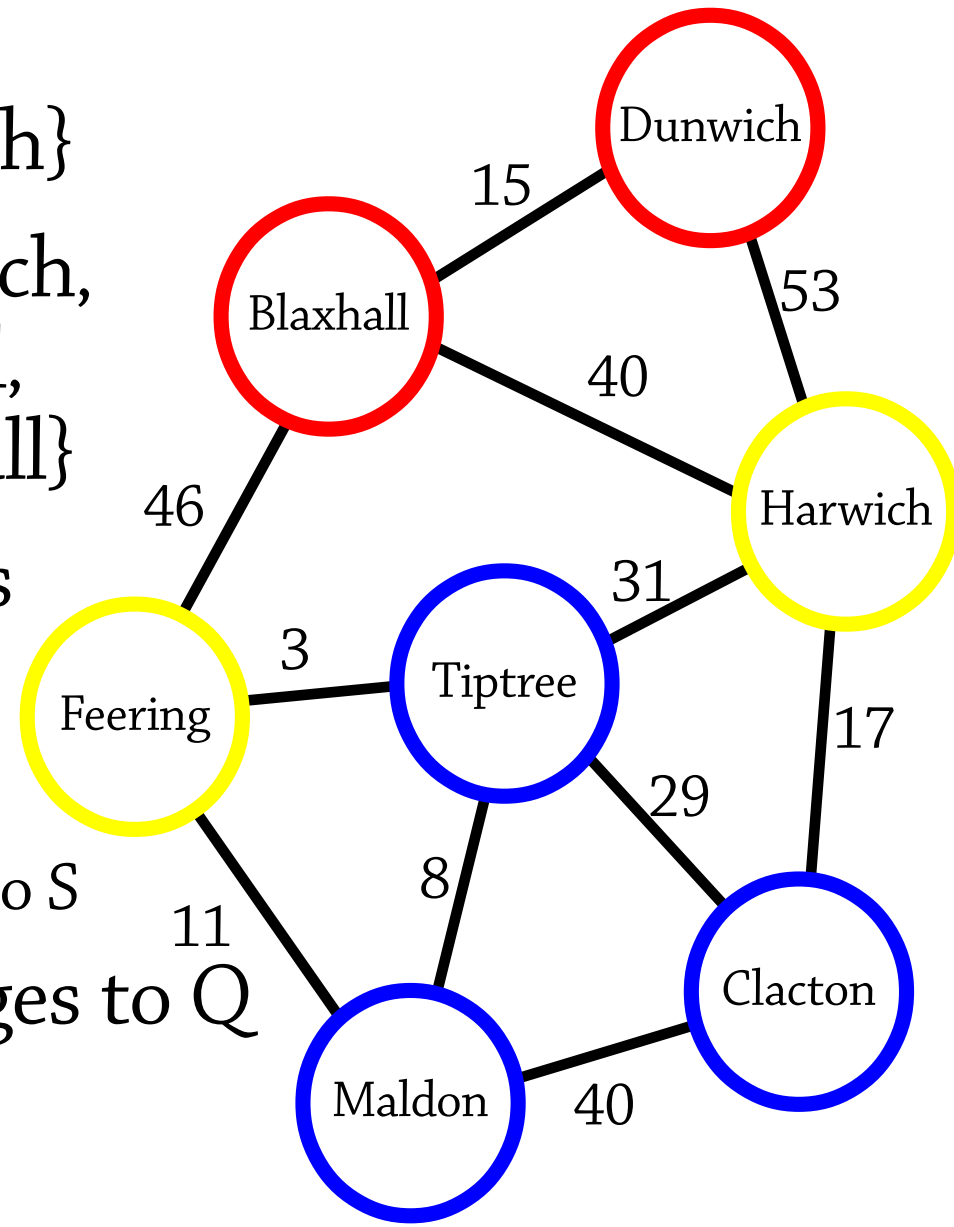 h}
ch,
ll}
s
o S
ges to Q
Dunwich
15
53
Blaxhall
40
46
Harwich
31
3
Tiptree
Feering
17
29
8
11
Clacton
Maldon
40